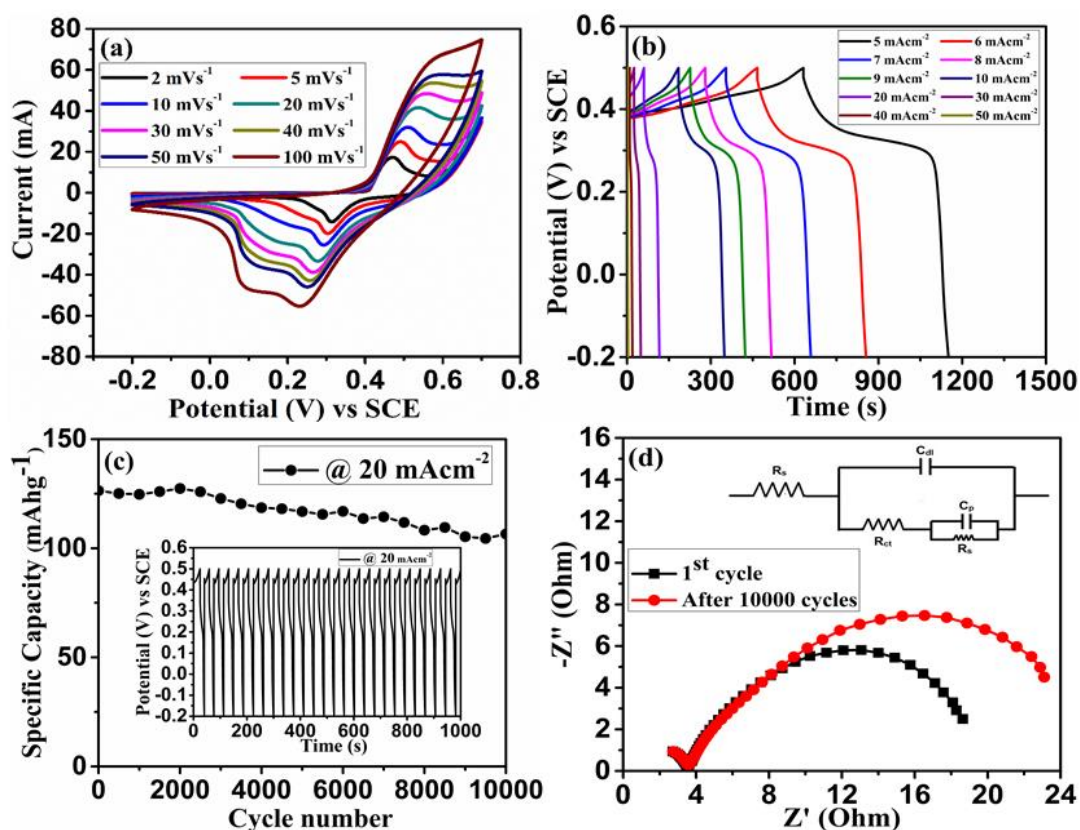 (a)
2 mVs-1 5 mVs-1
10 mVs-1 20 mVs-1
30 mVs-1 40 mVs-1
50 mVs-1 100 mVs-1
80
60
40
20
0
-20
-40
-60
-80
Current (mA)
-0.2 0.0 0.2 0.4 0.6 0.8
Potential (V) vs SCE
(b)
5 mAcm-2 6 mAcm-2
7 mAcm-2 8 mAcm-2
9 mAcm-2 10 mAcm-2
20 mAcm-2 30 mAcm-2
40 mAcm-2 50 mAcm-2
0.6
0.4
0.2
0.0
-0.2
Potential (V) vs SCE
0 300 600 900 1200 1500
Time (s)
(c)
@ 20 mAcm-2
150
125
100
75
50
25
0
Specific Capacity (mAhg-1)
0 2000 4000 6000 8000 10000
Cycle number
@ 20 mAcm-2
0.6
0.5
0.4
0.3
0.2
0.1
0.0
-0.1
-0.2
Potential (V) vs SCE
0 200 400 600 800 1000
Time (s)
(d)
Rs
Cdl
Rct
Cp
Rs
1st cycle
After 10000 cycles
16
14
12
10
8
6
4
2
0
-Z" (Ohm)
0 4 8 12 16 20 24
Z' (Ohm)